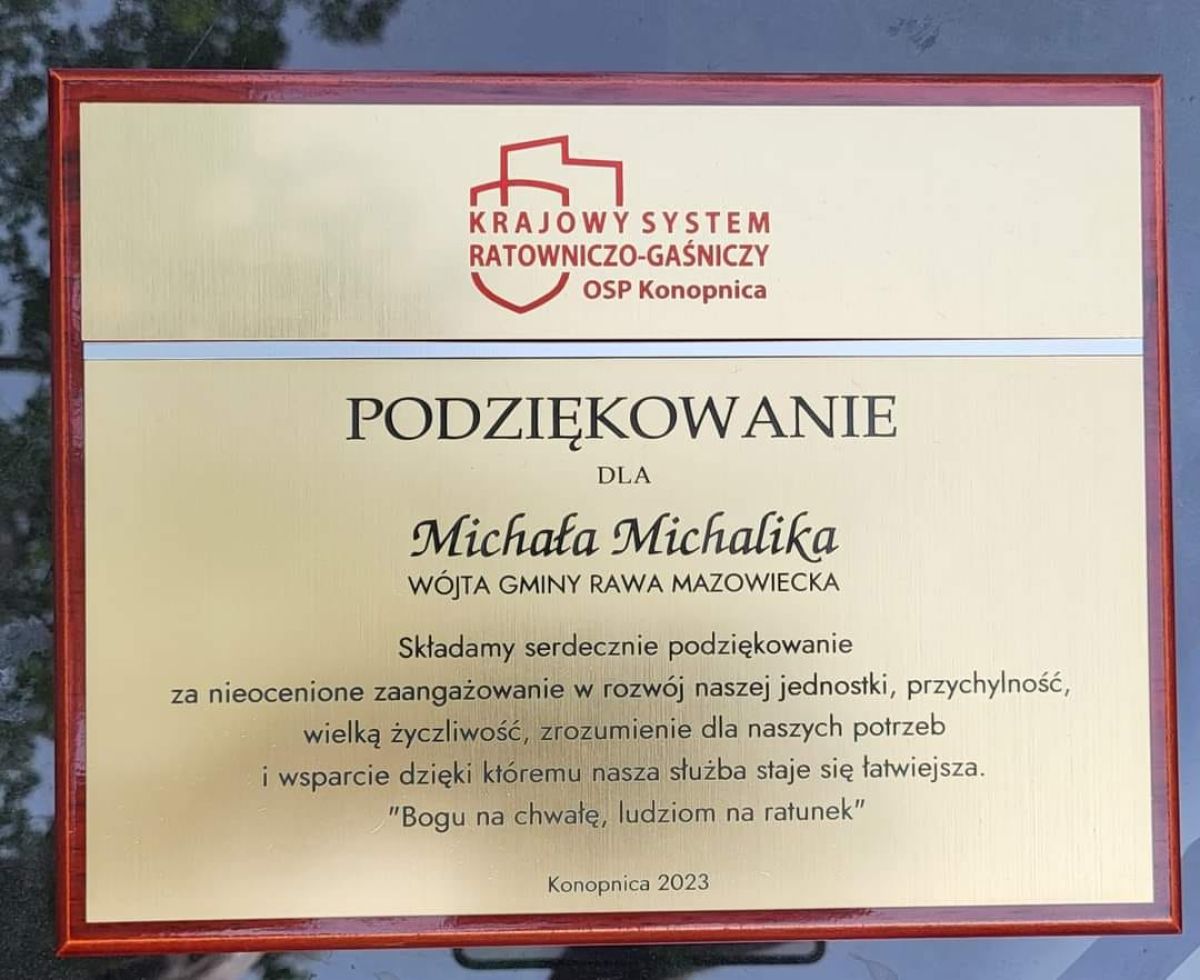 KRAJOWY SYSTEM
RATOWNICZO-GAŚNICZY
OSP Konopnica
PODZIĘKOWANIE
DLA
Michała Michalika
WÓJTA GMINY RAWA MAZOWIECKA
Składamy serdecznie podziękowanie
za nieocenione zaangażowanie w rozwój naszej jednostki, przychylność,
wielką życzliwość, zrozumienie dla naszych potrzeb
i wsparcie dzięki któremu nasza służba staje się łatwiejsza.
"Bogu na chwałę, ludziom na ratunek"
Konopnica 2023